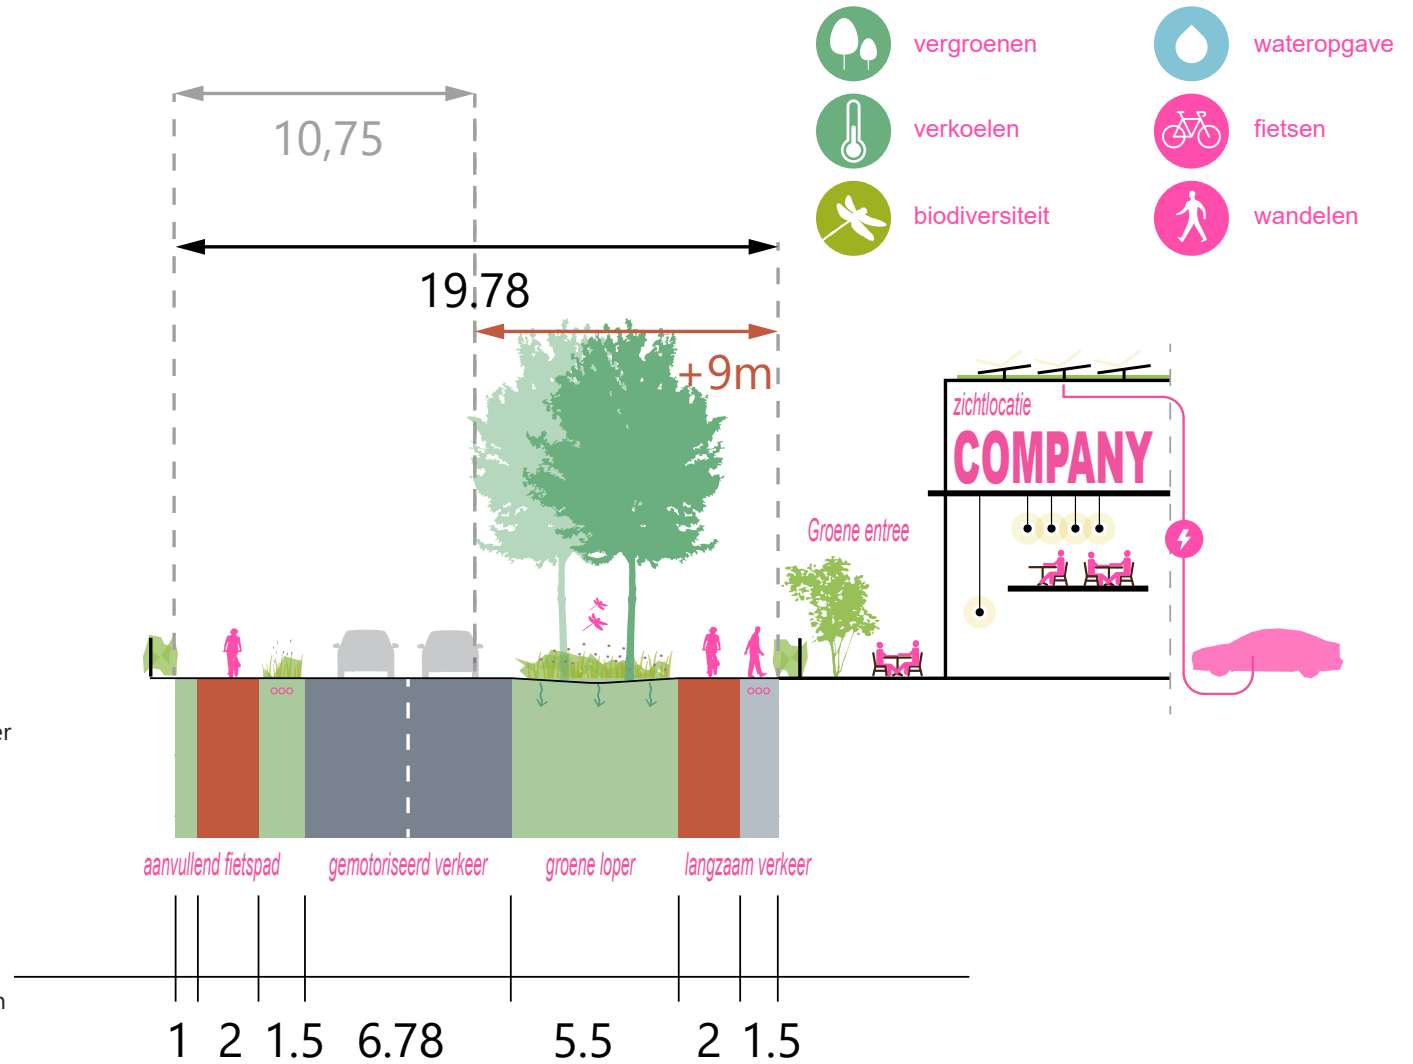 vergroenen
wateropgave
10,75
verkoelen
fietsen
biodiversiteit
wandelen
19.78
+9m
zichtlocatie
COMPANY
Groene entree
er
aanvullend fietspad
gemotoriseerd verkeer
groene loper
langzaam verkeer
n
1 2 1.5 6.78 5.5 2 1.5